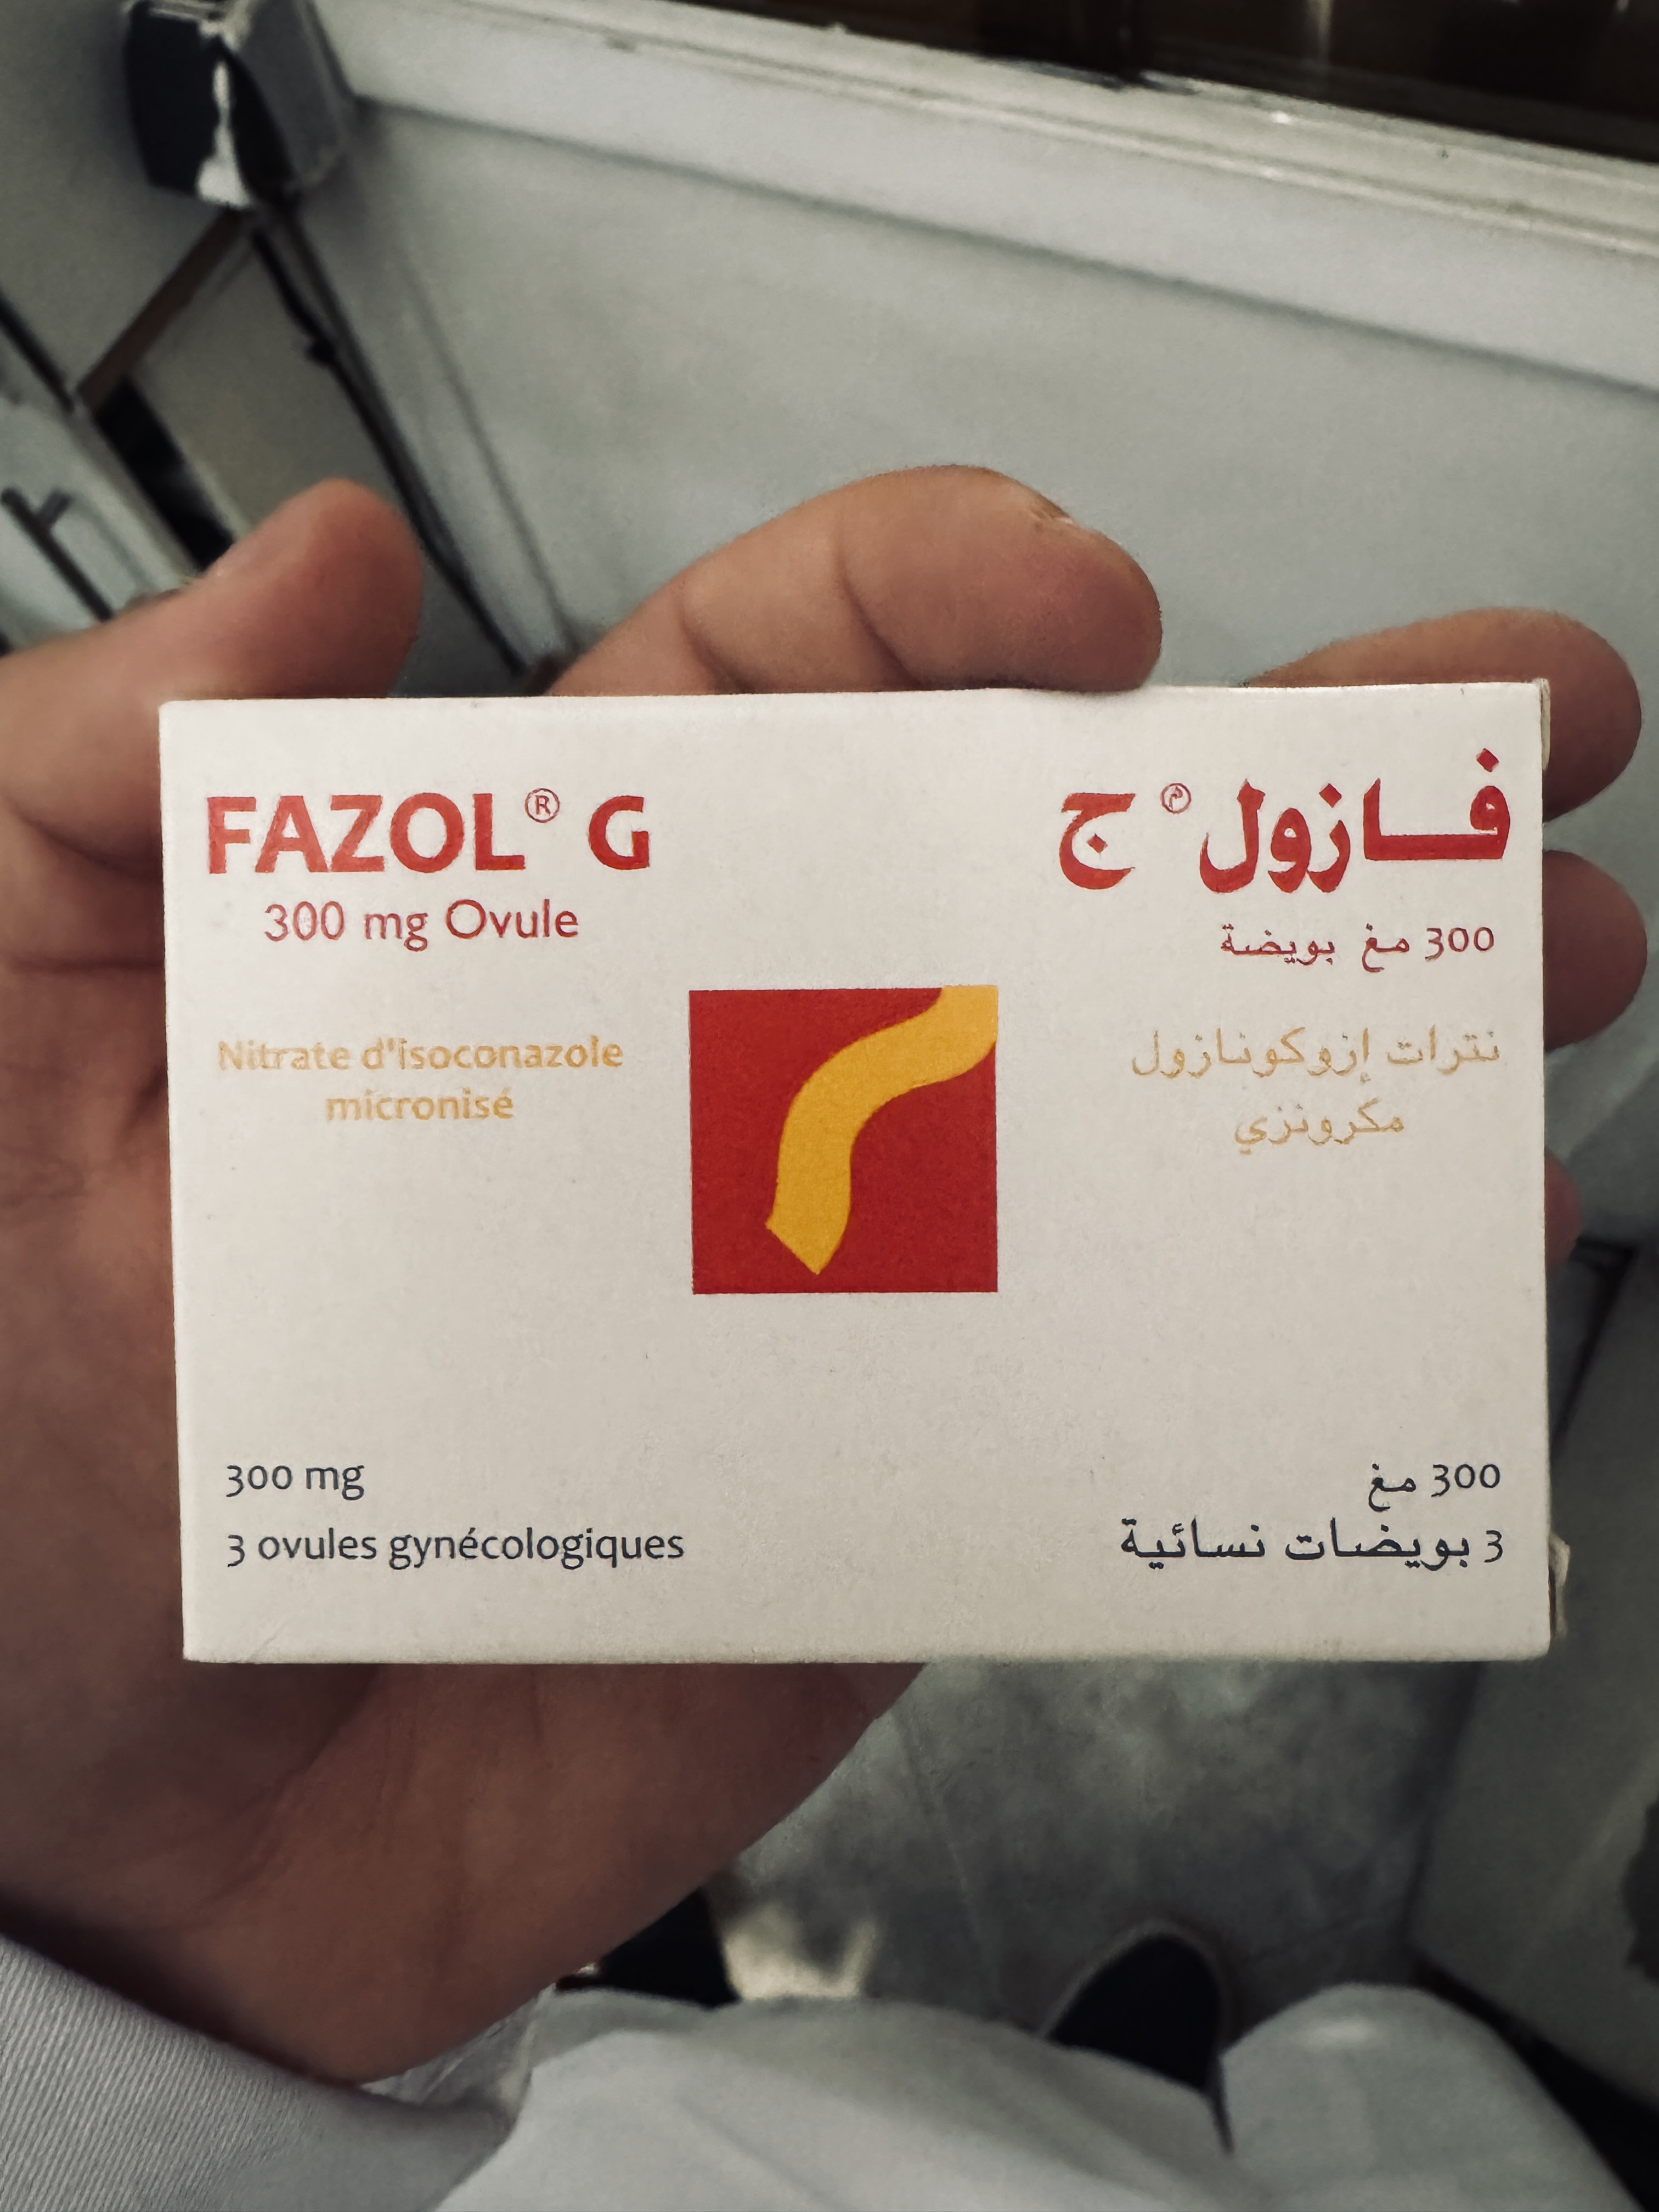 FAZOL® G
300 mg Ovule
Nitrate d'isoconazole
micronisé
300 mg
3 ovules gynécologiques
فـازول® ج
300 مغ بويضة
نترات إزوكونازول
مكرونزي
300 مغ
3 بويضات نسائية